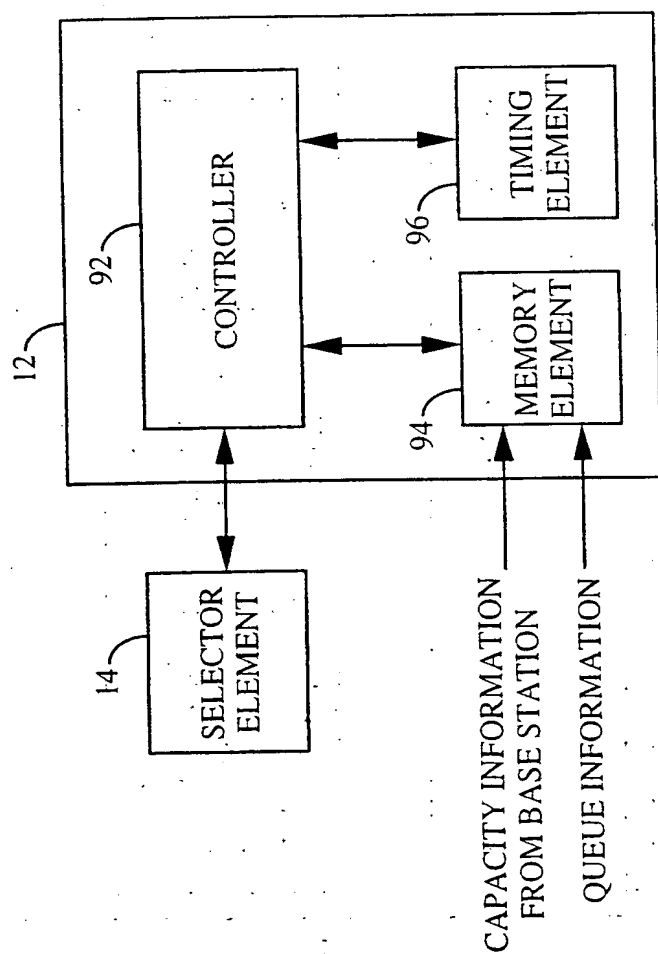 12
92
CONTROLLER
14
SELECTOR
ELEMENT
94
MEMORY
ELEMENT
96
TIMING
ELEMENT
CAPACITY INFORMATION
FROM BASE STATION
QUEUE INFORMATION